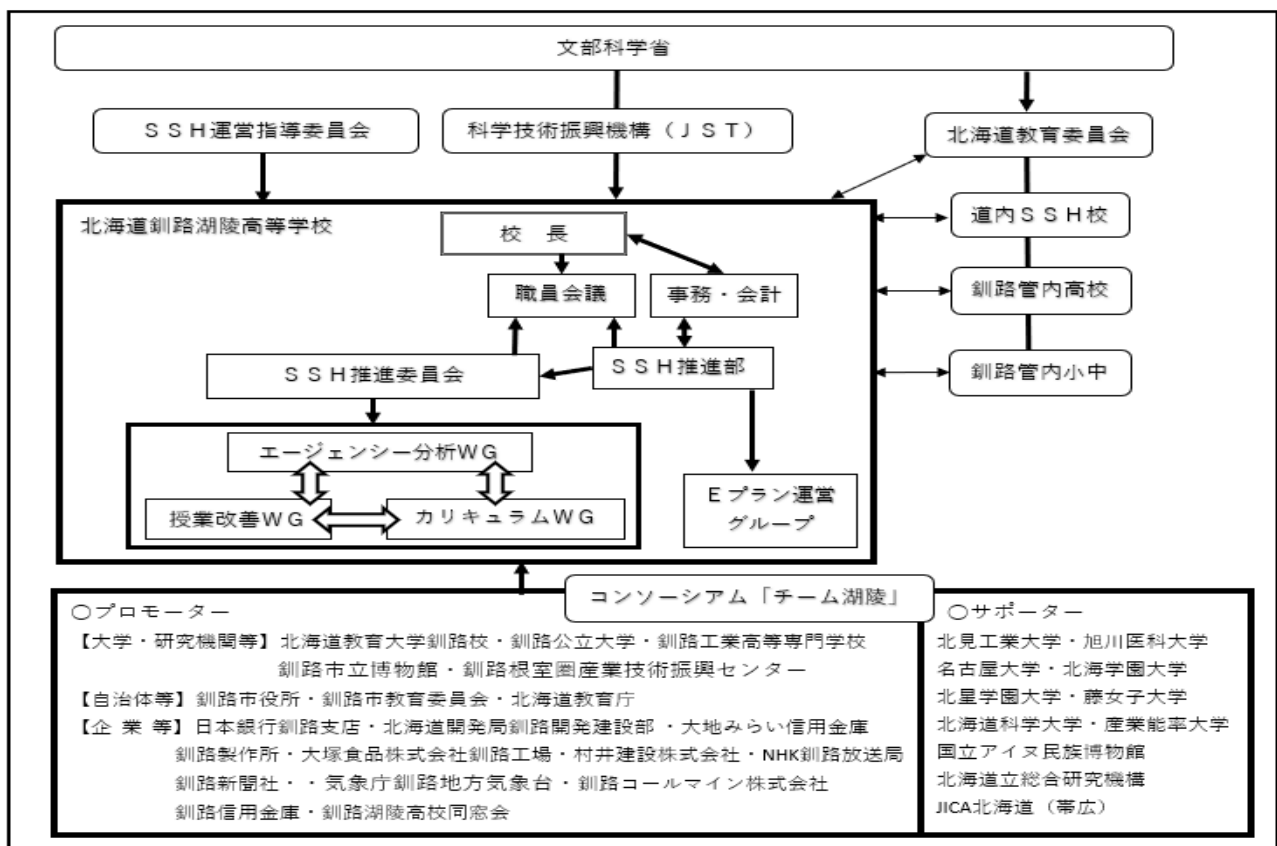 文部科学省
ＳＳＨ運営指導委員会
科学技術振興機構（ＪＳＴ）
北海道教育委員会
道内ＳＳＨ校
釧路管内高校
釧路管内小中
北海道釧路湖陵高等学校
校　長
職員会議
事務・会計
ＳＳＨ推進委員会
ＳＳＨ推進部
エージェンシー分析WＧ
授業改善WＧ
カリキュラムWＧ
Ｅプラン運営
グループ
コンソーシアム「チーム湖陵」
○プロモーター
【大学・研究機関等】北海道教育大学釧路校・釧路公立大学・釧路工業高等専門学校
釧路市立博物館・釧路根室圏産業技術振興センター
【自治体等】釧路市役所・釧路市教育委員会・北海道教育庁
【企 業 等】日本銀行釧路支店・北海道開発局釧路開発建設部・大地みらい信用金庫
釧路製作所・大塚食品株式会社釧路工場・村井建設株式会社・NHK釧路放送局
釧路新聞社・・気象庁釧路地方気象台・釧路コールマイン株式会社
釧路信用金庫・釧路湖陵高校同窓会
○サポーター
北見工業大学・旭川医科大学
名古屋大学・北海学園大学
北星学園大学・藤女子大学
北海道科学大学・産業能率大学
国立アイヌ民族博物館
北海道立総合研究機構
JICA北海道（帯広）